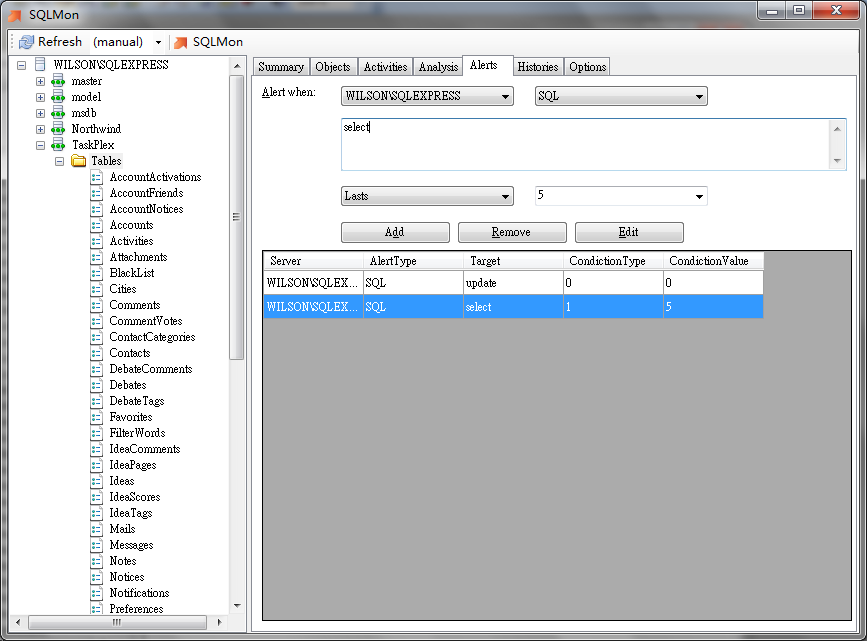 SQLMon
Refresh (manual) SQLMon
WILSON\SQLEXPRESS
master
model
msdb
Northwind
TaskPlex
Tables
AccountActivations
AccountFriends
AccountNotices
Accounts
Activities
Attachments
BlackList
Cities
Comments
CommentVotes
ContactCategories
Contacts
DebateComments
Debates
DebateTags
Favorites
FilterWords
IdeaComments
IdeaPages
Ideas
IdeaScores
IdeaTags
Mails
Messages
Notes
Notices
Notifications
Preferences
Summary Objects Activities Analysis Alerts Histories Options
Alert when: WILSON\SQLEXPRESS SQL
select
Lasts 5
Add Remove Edit
Server AlertType Target CondictionType CondictionValue
WILSON\SQLEX... SQL update 0 0
WILSON\SQLEX... SQL select 1 5